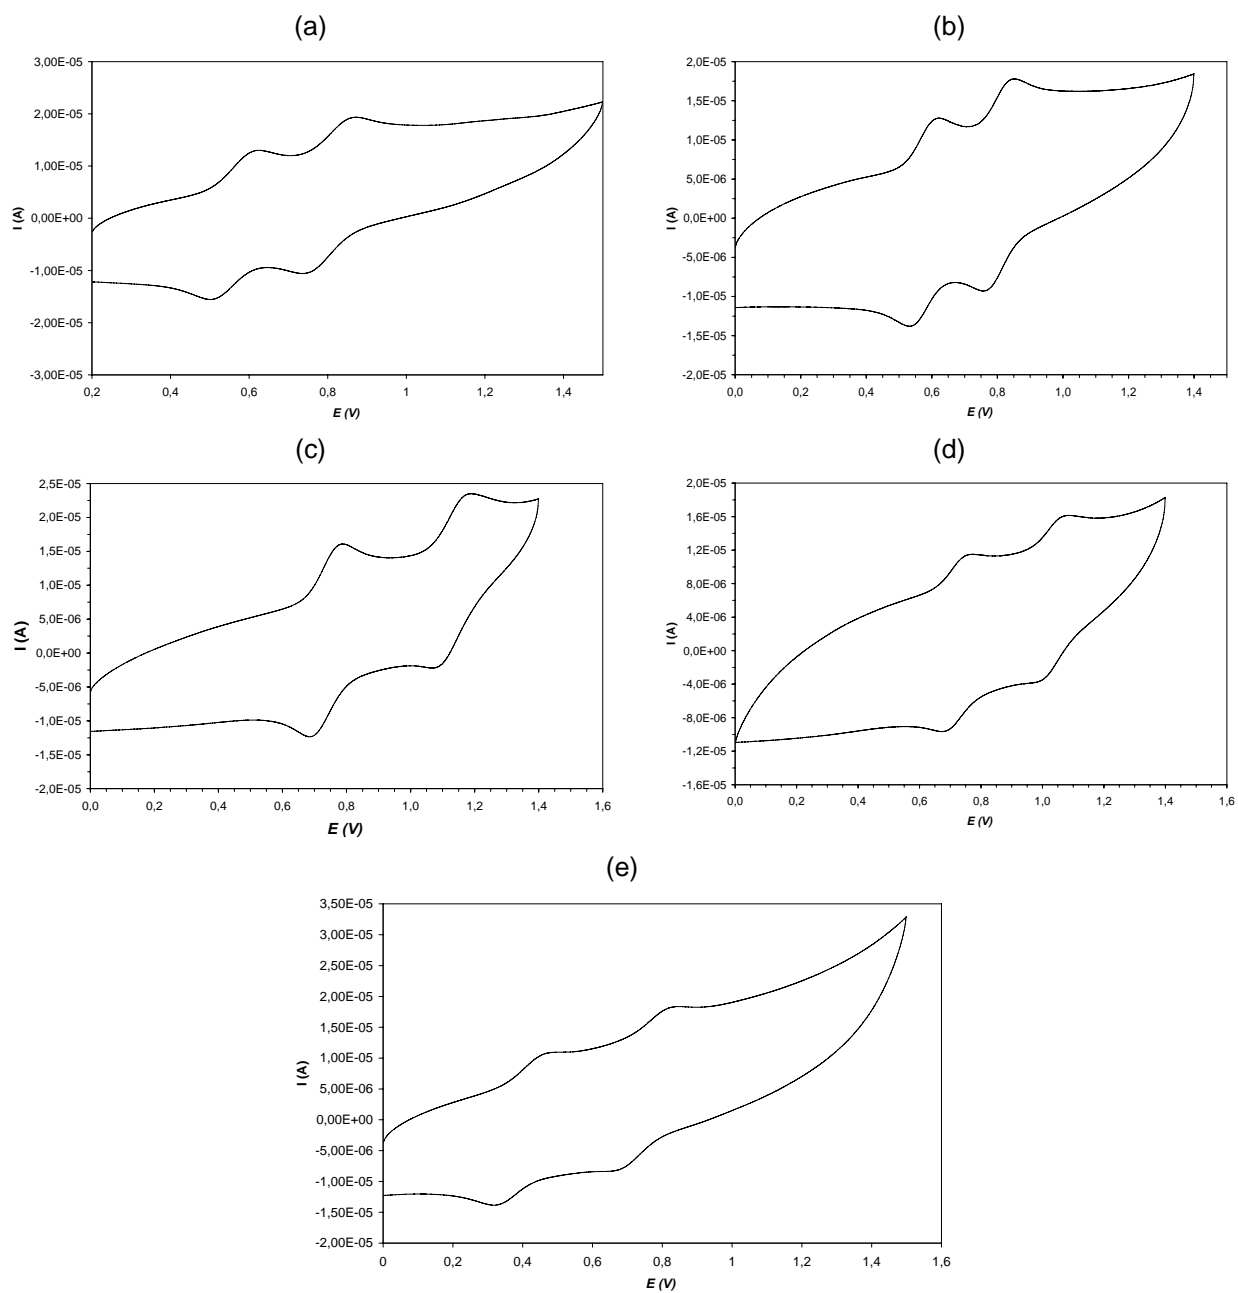 (a)
(b)
3,00E-05
2,00E-05
1,00E-05
0,00E+00
-1,00E-05
-2,00E-05
-3,00E-05
I (A)
0,2 0,4 0,6 0,8 1 1,2 1,4
E (V)
2,0E-05
1,5E-05
1,0E-05
5,0E-06
0,0E+00
-5,0E-06
-1,0E-05
-1,5E-05
-2,0E-05
I (A)
0,0 0,2 0,4 0,6 0,8 1,0 1,2 1,4
E (V)
(c)
(d)
2,5E-05
2,0E-05
1,5E-05
1,0E-05
5,0E-06
0,0E+00
-5,0E-06
-1,0E-05
-1,5E-05
-2,0E-05
I (A)
0,0 0,2 0,4 0,6 0,8 1,0 1,2 1,4 1,6
E (V)
2,0E-05
1,6E-05
1,2E-05
8,0E-06
4,0E-06
0,0E+00
-4,0E-06
-8,0E-06
-1,2E-05
-1,6E-05
I (A)
0,0 0,2 0,4 0,6 0,8 1,0 1,2 1,4 1,6
E (V)
(e)
3,50E-05
3,00E-05
2,50E-05
2,00E-05
1,50E-05
1,00E-05
5,00E-06
0,00E+00
-5,00E-06
-1,00E-05
-1,50E-05
-2,00E-05
I (A)
0 0,2 0,4 0,6 0,8 1 1,2 1,4 1,6
E (V)